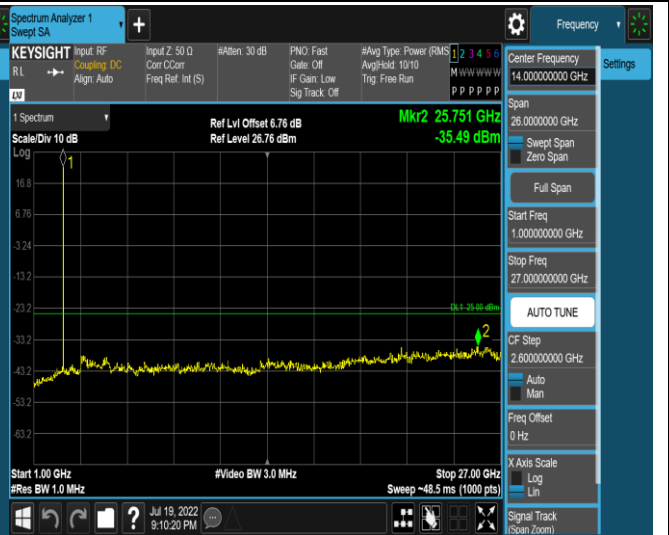 Spectrum Analyzer 1
Swept SA
Frequency
KEYSIGHT
R L
LXI
Input: RF
Coupling: DC
Align: Auto
Input Z: 50 Ω
Corr CCorr
Freq Ref: Int (S)
#Atten: 30 dB
PNO: Fast
Gate: Off
IF Gain: Low
Sig Track: Off
#Avg Type: Power (RMS
Avg|Hold: 10/10
Trig: Free Run
1 2 3 4 5 6
M W W W W W
P P P P P P
1 Spectrum
Scale/Div 10 dB
Log
Ref Lvl Offset 6.76 dB
Ref Level 26.76 dBm
Mkr2 25.751 GHz
-35.49 dBm
1
16.8
6.76
-3.24
-13.2
-23.2
DL1 -25.00 dBm
-33.2
2
-43.2
-53.2
-63.2
Start 1.00 GHz
#Res BW 1.0 MHz
#Video BW 3.0 MHz
Stop 27.00 GHz
Sweep ~48.5 ms (1000 pts)
?
Jul 19, 2022
9:10:20 PM
Center Frequency
14.000000000 GHz
Settings
Span
26.0000000 GHz
Swept Span
Zero Span
Full Span
Start Freq
1.000000000 GHz
Stop Freq
27.000000000 GHz
AUTO TUNE
CF Step
2.600000000 GHz
Auto
Man
Freq Offset
0 Hz
X Axis Scale
Log
Lin
Signal Track
(Span Zoom)